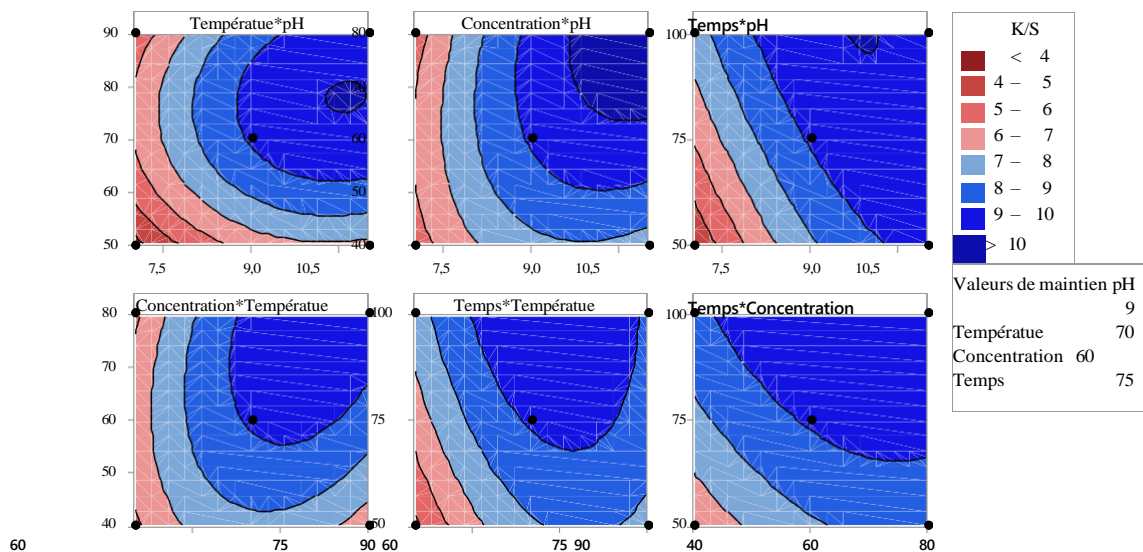 Températue*pH
Concentration*pH
Temps*pH
90
80
70
60
50
80
70
60
50
40
100
75
50
7,5 9,0 10,5
7,5 9,0 10,5
7,5 9,0 10,5
K/S
< 4
4 – 5
5 – 6
6 – 7
7 – 8
8 – 9
9 – 10
> 10
Valeurs de maintien pH
9
Températue 70
Concentration 60
Temps 75
Concentration*Températue
Temps*Températue
Temps*Concentration
80
70
60
50
40
100
75
50
100
75
50
60 75 90 60 75 90 40 60 80